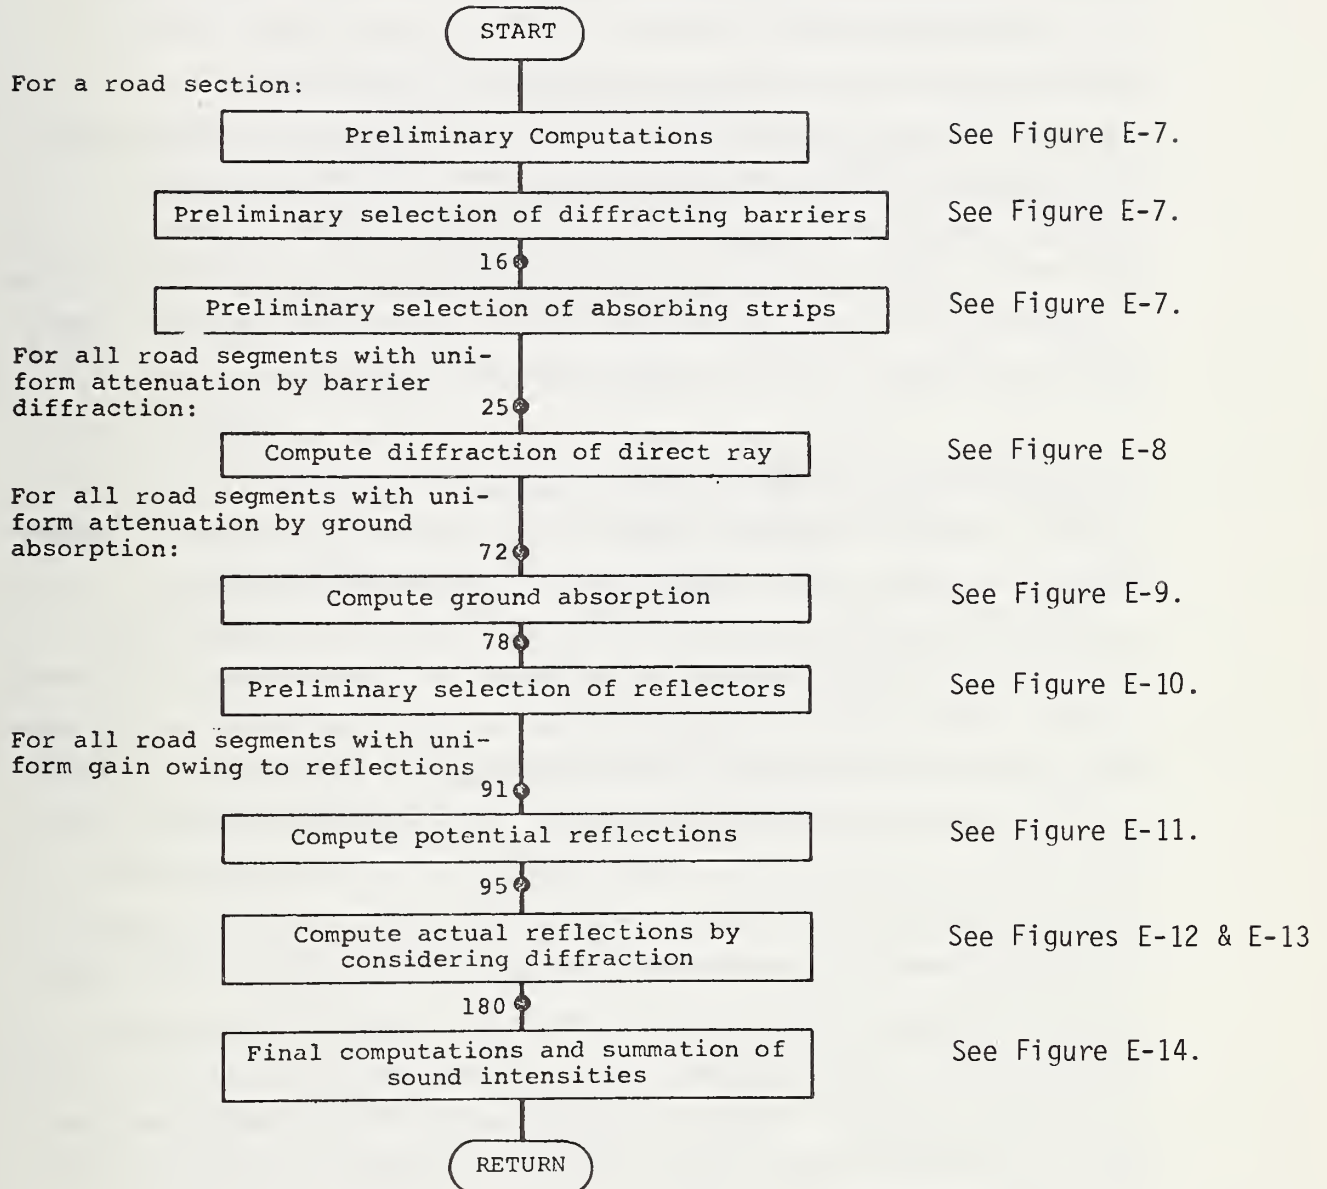 START
For a road section:
Preliminary Computations
See Figure E-7.
Preliminary selection of diffracting barriers
See Figure E-7.
16
Preliminary selection of absorbing strips
See Figure E-7.
For all road segments with uni-
form attenuation by barrier
diffraction:
25
Compute diffraction of direct ray
See Figure E-8
For all road segments with uni-
form attenuation by ground
absorption:
72
Compute ground absorption
See Figure E-9.
78
Preliminary selection of reflectors
See Figure E-10.
For all road segments with uni-
form gain owing to reflections
91
Compute potential reflections
See Figure E-11.
95
Compute actual reflections by
considering diffraction
See Figures E-12 & E-13
180
Final computations and summation of
sound intensities
See Figure E-14.
RETURN